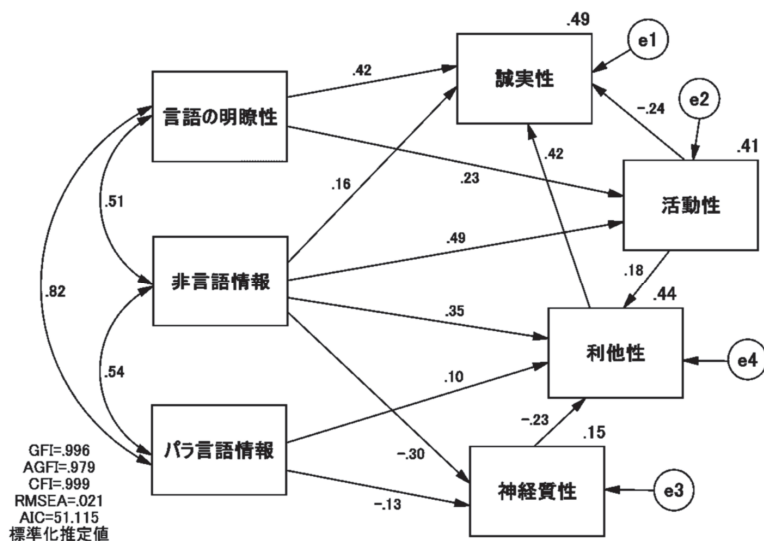 .49
e1
誠実性
.42
言語の明瞭性
-.24
e2
.42
.41
.16
.23
活動性
.51
.49
.18
非言語情報
.82
.35
.44
利他性
e4
.54
.10
-.23
.15
パラ言語情報
-.30
神経質性
e3
-.13
GFI=.996
AGFI=.979
CFI=.999
RMSEA=.021
AIC=51.115
標準化推定値